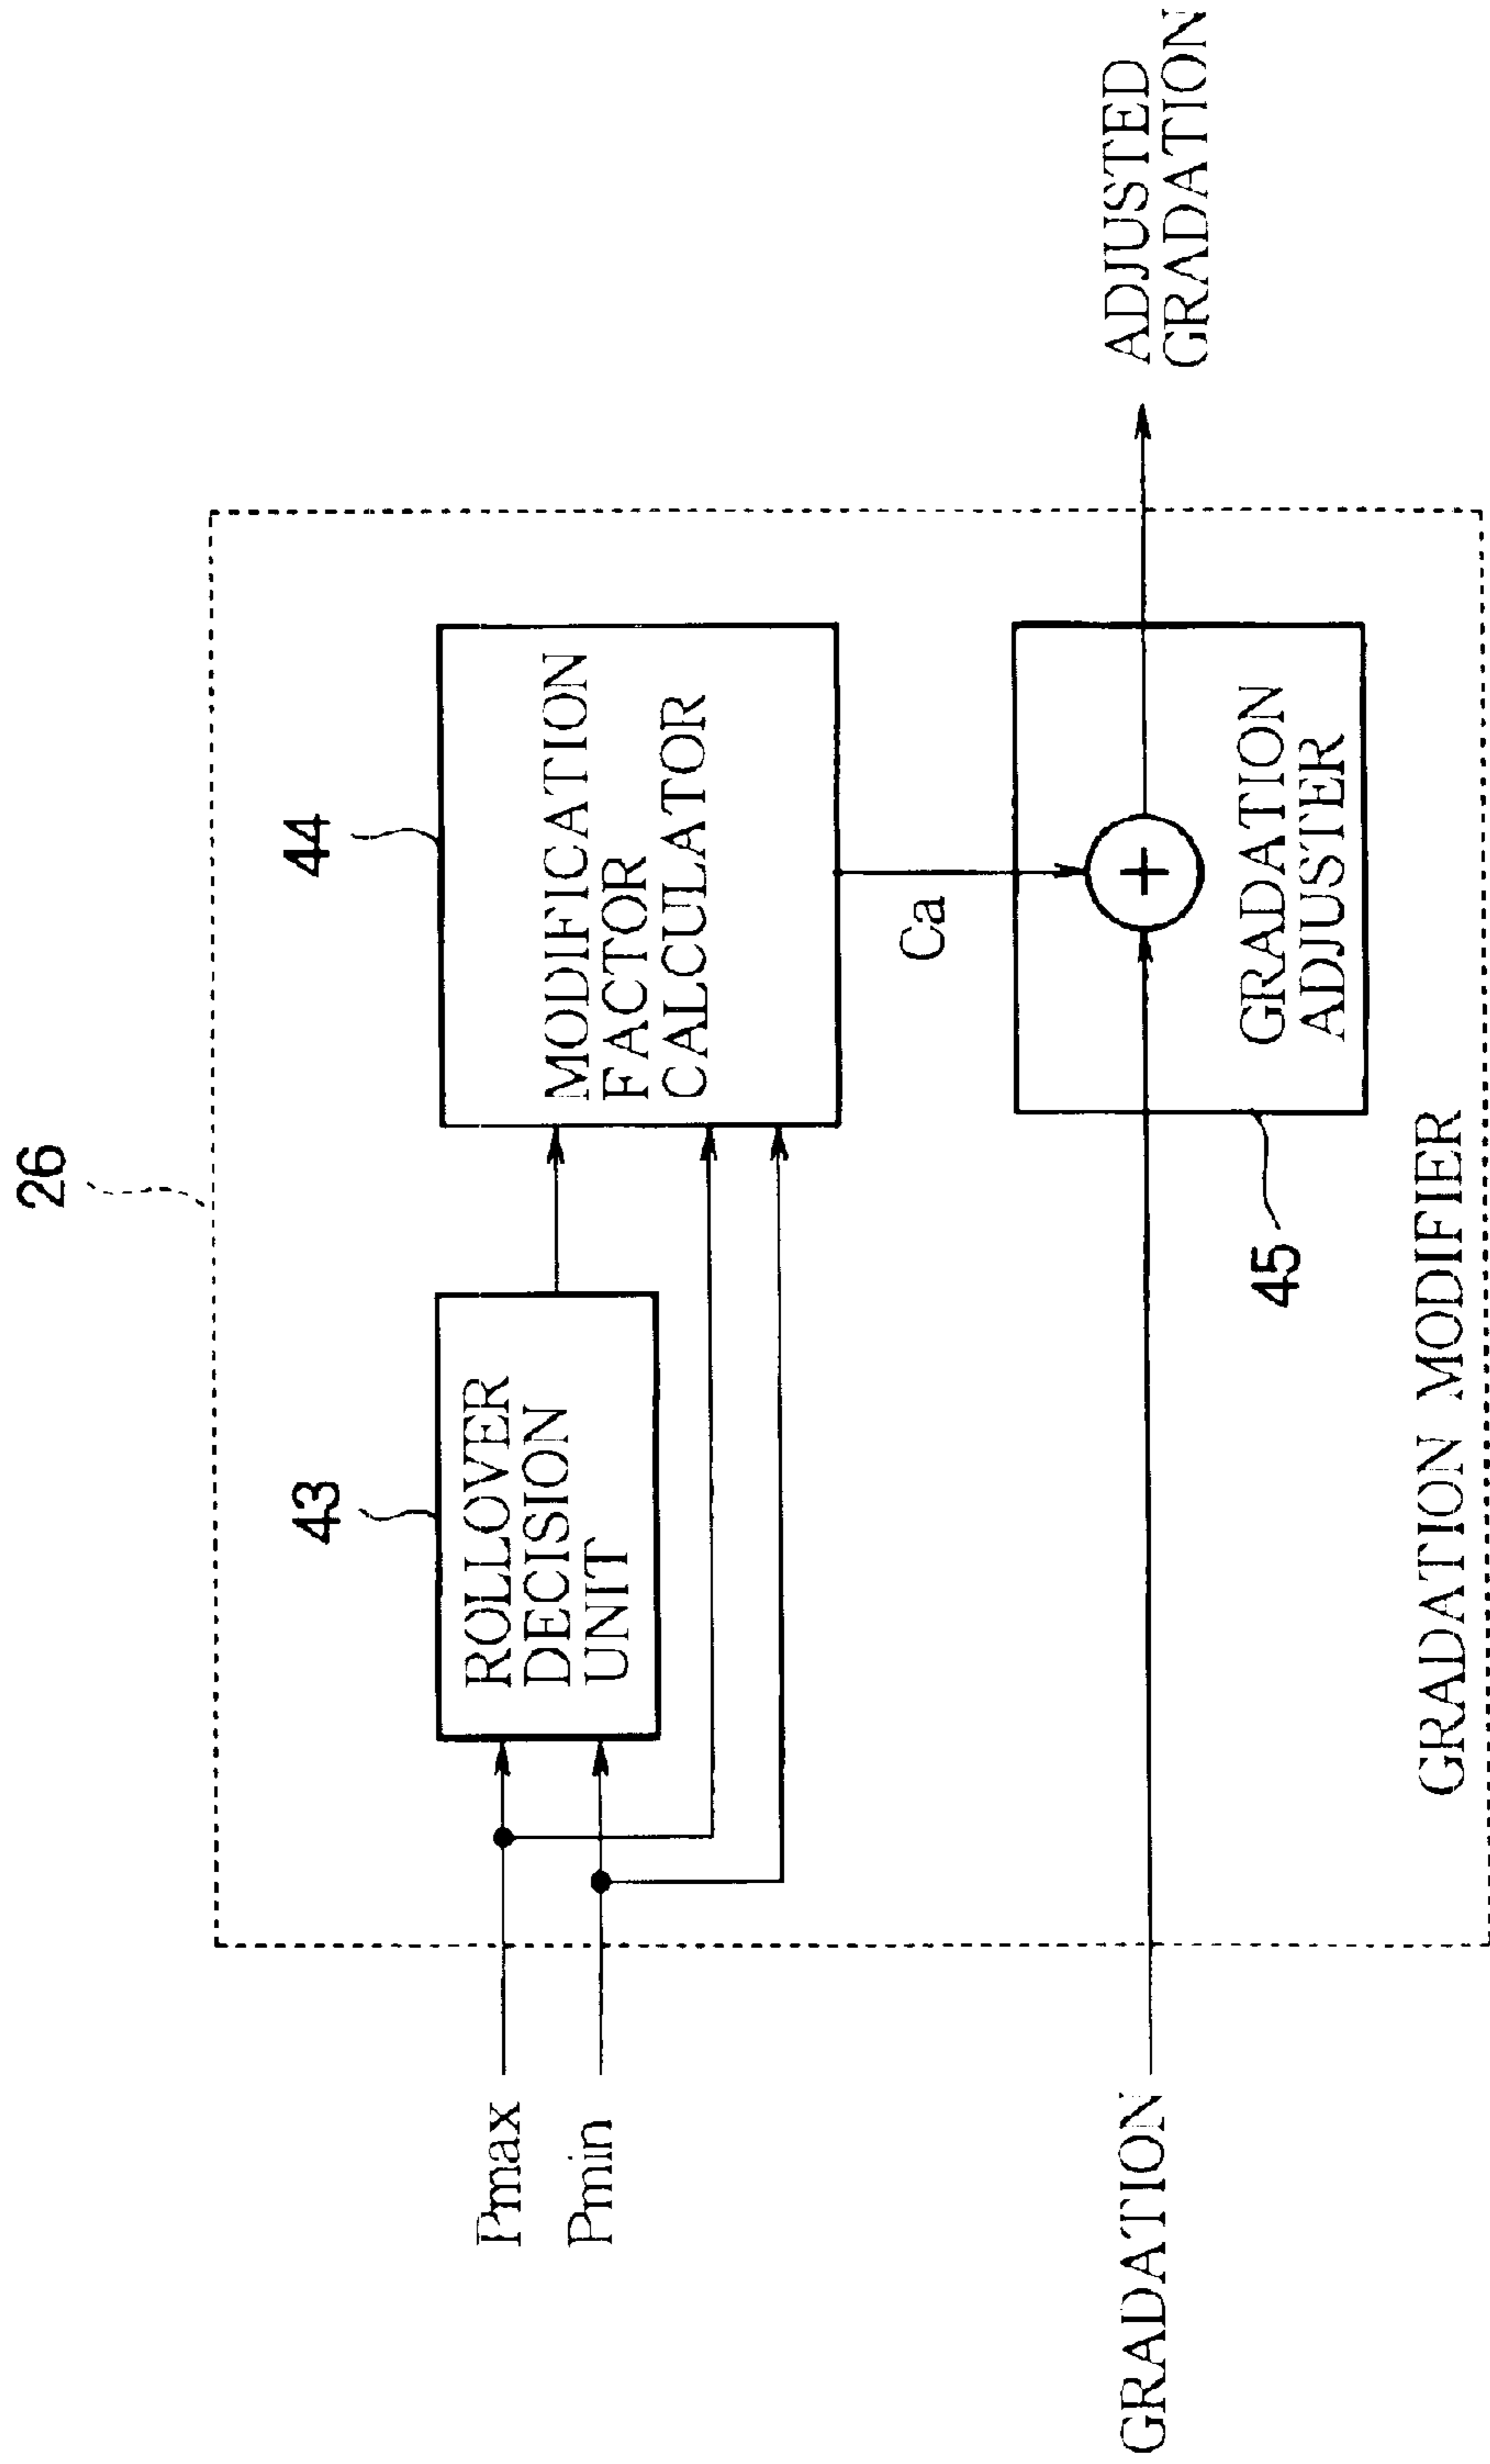 26
43
44
Pmax
Pmin
ROLLOVER
DECISION
UNIT
MODIFICATION
FACTOR
CALCULATOR
Ca
GRADATION
GRADATION
ADJUSTER
45
ADJUSTED
GRADATION
GRADATION MODIFIER